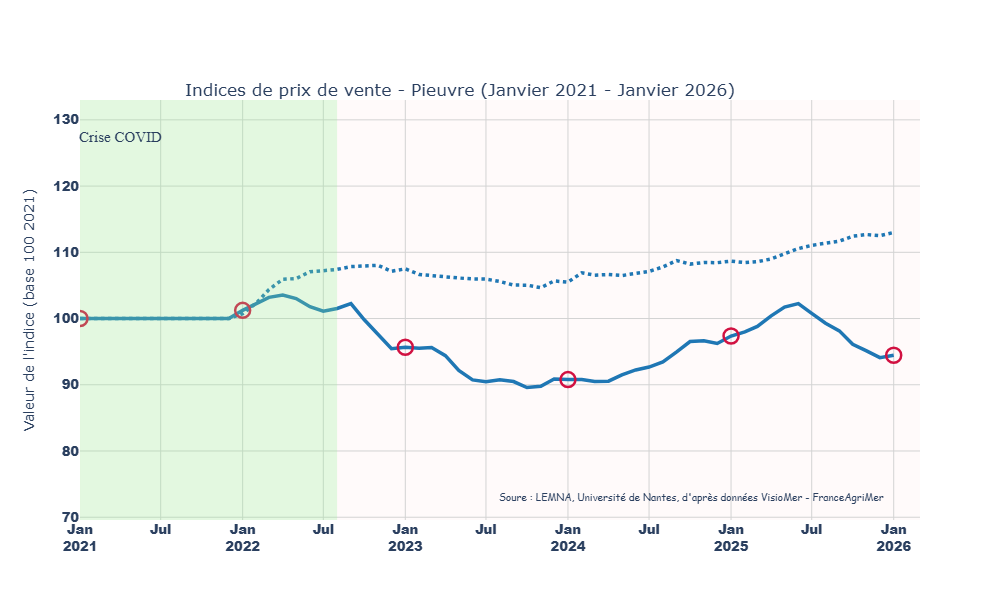 Indices de prix de vente - Pieuvre (Janvier 2021 - Janvier 2026)
Crise COVID
Valeur de l'indice (base 100 2021)
130
120
110
100
90
80
70
Soure : LEMNA, Université de Nantes, d'après données VisioMer - FranceAgriMer
Jan Jul Jan Jul Jan Jul Jan Jul Jan Jul Jan
2021 2022 2023 2024 2025 2026